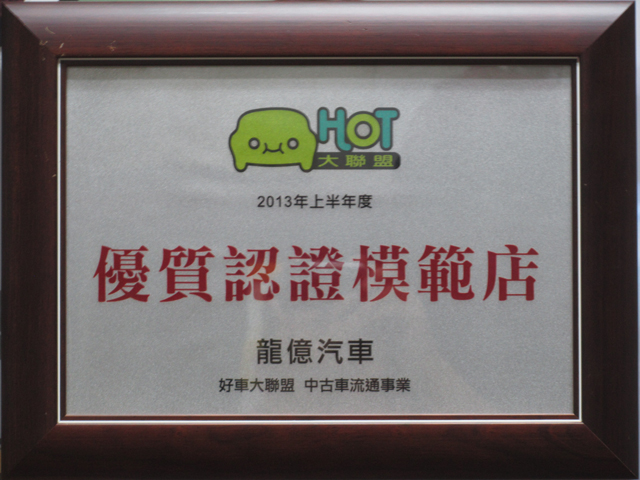 HOT
大聯盟
2013年上半年度
優質認證模範店
龍億汽車
好車大聯盟 中古車流通事業